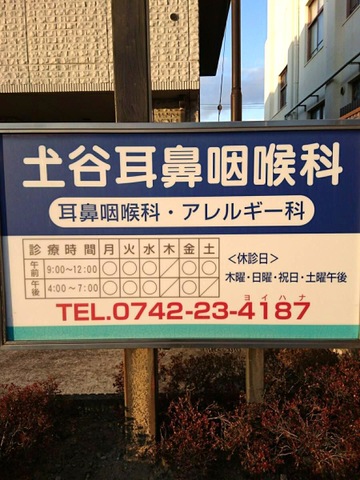 土谷耳鼻咽喉科
耳鼻咽喉科・アレルギー科
診療時間 月 火 水 木 金 土
午前 9:00～12:00 ○ ○ ○ ／ ○ ○
午後 4:00～7:00 ○ ○ ○ ／ ○ ／
＜休診日＞
木曜・日曜・祝日・土曜午後
ヨイハナ
TEL.0742-23-4187